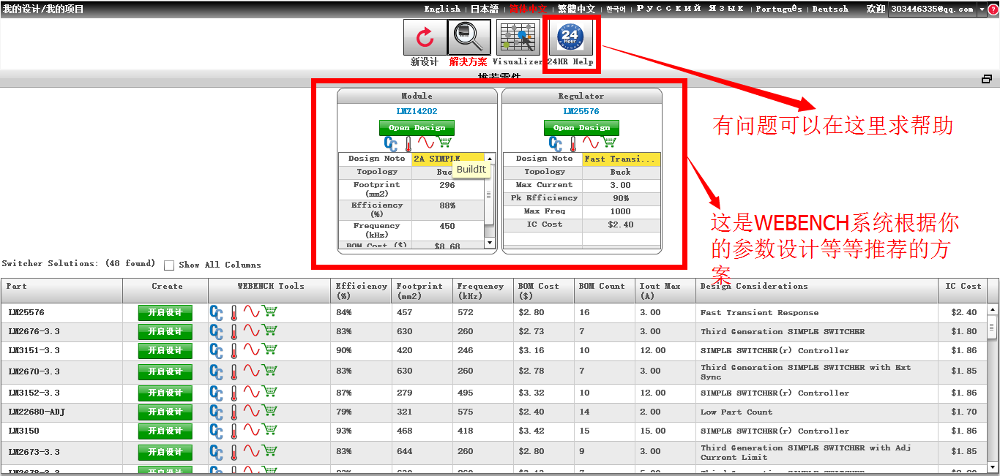 我的设计/我的项目
English | 日本語 | 简体中文 | 繁體中文 | 한국어 | Русский Язык | Português | Deutsch 欢迎 303446335@qq.com ?
24 Hour
新设计 解决方案 Visualizer 24HR Help
推荐零件
有问题可以在这里求帮助
Module
LMZ14202
Open Design
Design Note 2A SIMPLE
BuildIt
Topology Buck
Footprint (mm2) 296
Efficiency (%) 88%
Frequency (kHz) 450
BOM Cost ($) $8.68
Regulator
LM25576
Open Design
Design Note Fast Transi...
Topology Buck
Max Current 3.00
Pk Efficiency 90%
Max Freq 1000
IC Cost $2.40
这是WEBENCH系统根据你
的参数设计等等推荐的方
案
Switcher Solutions: (48 found) Show All Columns
Part Create WEBENCH Tools Efficiency (%) Footprint (mm2) Frequency (kHz) BOM Cost ($) BOM Count Iout Max (A) Design Considerations IC Cost
LM25576 开启设计 84% 457 572 $2.80 16 3.00 Fast Transient Response $2.40
LM2676-3.3 开启设计 83% 630 260 $2.73 7 3.00 Third Generation SIMPLE SWITCHER $1.80
LM3151-3.3 开启设计 90% 420 246 $3.16 10 12.00 SIMPLE SWITCHER(r) Controller $1.86
LM2670-3.3 开启设计 83% 630 260 $2.78 7 3.00 Third Generation SIMPLE SWITCHER with Ext Sync $1.85
LM3152-3.3 开启设计 87% 279 495 $3.32 10 12.00 SIMPLE SWITCHER(r) Controller $1.86
LM22680-ADJ 开启设计 79% 321 575 $2.40 14 2.00 Low Part Count $1.70
LM3150 开启设计 93% 468 418 $3.42 15 15.00 SIMPLE SWITCHER(r) Controller $1.86
LM2673-3.3 开启设计 83% 644 260 $2.80 9 3.00 Third Generation SIMPLE SWITCHER with Adj Current Limit $1.85
LM2678-3.3 开启设计